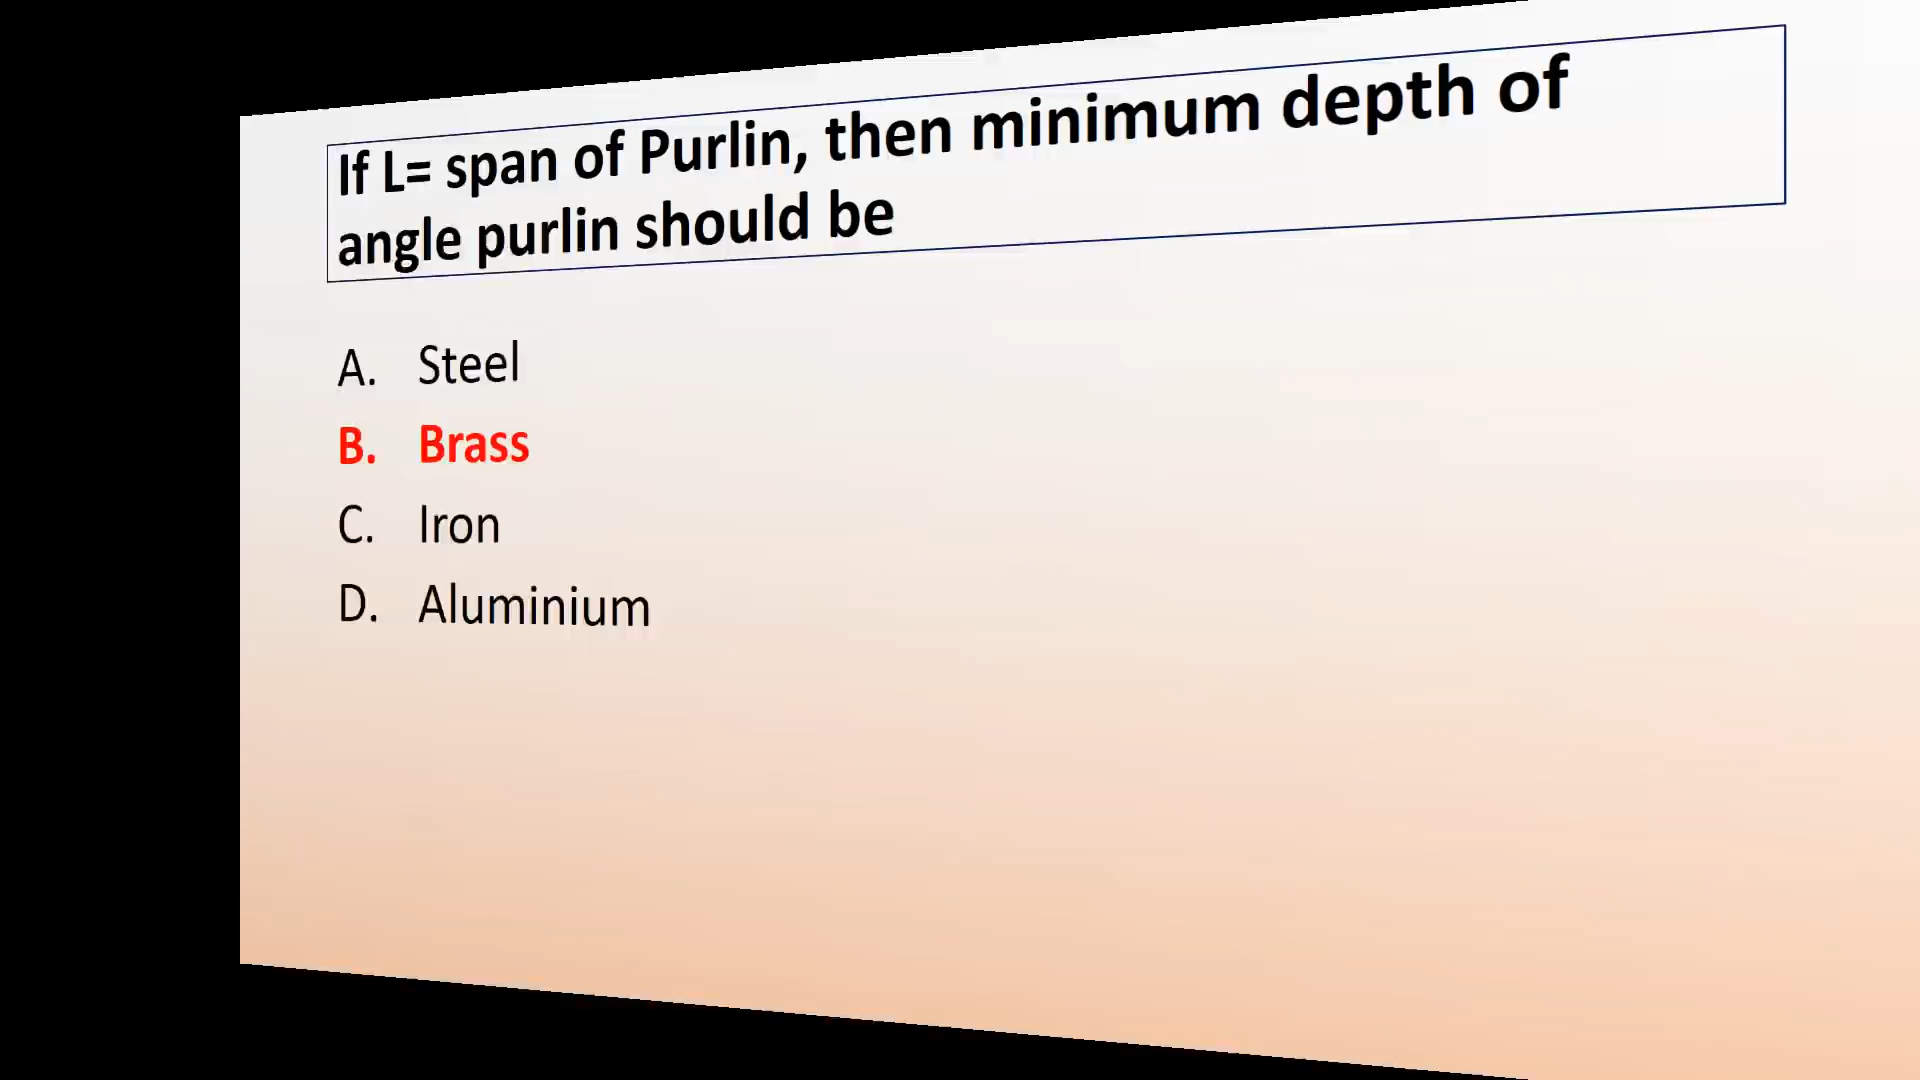 If L= span of Purlin, then minimum depth of
angle purlin should be
A. Steel
B. Brass
C. Iron
D. Aluminium